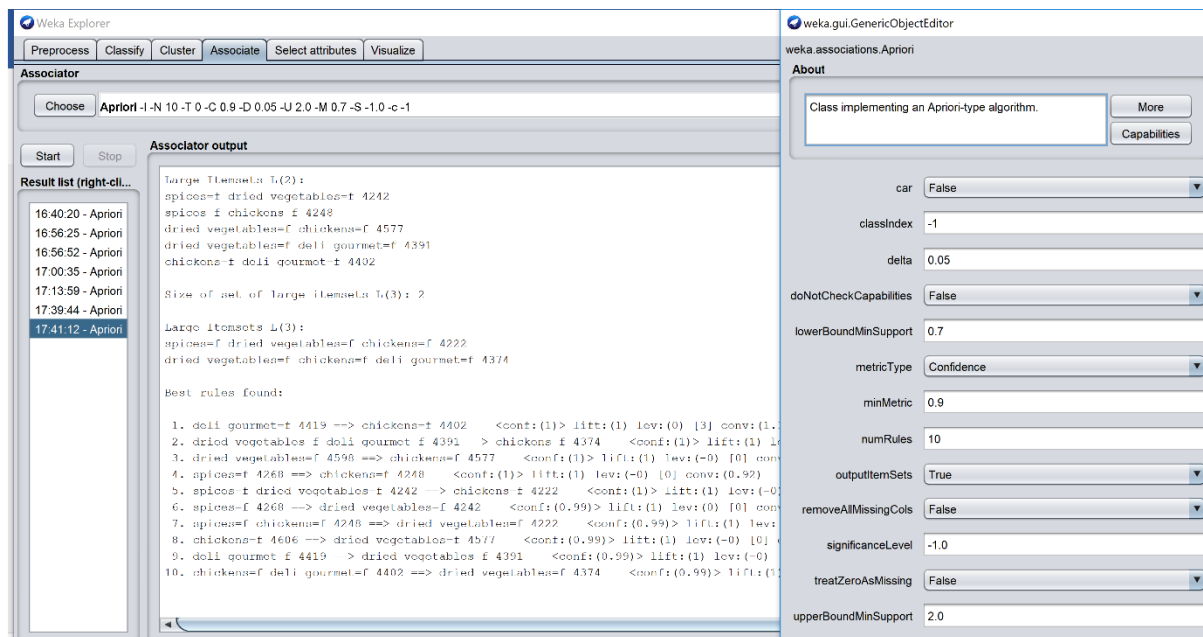 Weka Explorer
Preprocess Classify Cluster Associate Select attributes Visualize
Associator
Choose Apriori -I -N 10 -T 0 -C 0.9 -D 0.05 -U 2.0 -M 0.7 -S -1.0 -c -1
Start Stop
Result list (right-cli...
16:40:20 - Apriori
16:56:25 - Apriori
16:56:52 - Apriori
17:00:35 - Apriori
17:13:59 - Apriori
17:39:44 - Apriori
17:41:12 - Apriori
Associator output
Large Itemsets L(2):
spices=f dried vegetables=f 4242
spices=f chickens=f 4248
dried vegetables=f chickens=f 4577
dried vegetables=f deli gourmet=f 4391
chickens=f deli gourmet=f 4402
Size of set of large itemsets L(3): 2
Large Itemsets L(3):
spices=f dried vegetables=f chickens=f 4222
dried vegetables=f chickens=f deli gourmet=f 4374
Best rules found:
1. deli gourmet=f 4419 ==> chickens=f 4402 <conf:(1)> lift:(1) lev:(0) [3] conv:(1.
2. dried vegetables=f deli gourmet=f 4391 ==> chickens=f 4374 <conf:(1)> lift:(1) l
3. dried vegetables=f 4598 ==> chickens=f 4577 <conf:(1)> lift:(1) lev:(-0) [0] con
4. spices=f 4268 ==> chickens=f 4248 <conf:(1)> lift:(1) lev:(-0) [0] conv:(0.92)
5. spices=f dried vegetables=f 4242 ==> chickens=f 4222 <conf:(1)> lift:(1) lev:(-0
6. spices=f 4268 ==> dried vegetables=f 4242 <conf:(0.99)> lift:(1) lev:(0) [0] con
7. spices=f chickens=f 4248 ==> dried vegetables=f 4222 <conf:(0.99)> lift:(1) lev:
8. chickens=f 4606 ==> dried vegetables=f 4577 <conf:(0.99)> lift:(1) lev:(-0) [0]
9. deli gourmet=f 4419 ==> dried vegetables=f 4391 <conf:(0.99)> lift:(1) lev:(-0)
10. chickens=f deli gourmet=f 4402 ==> dried vegetables=f 4374 <conf:(0.99)> lift:(1
weka.gui.GenericObjectEditor
weka.associations.Apriori
About
Class implementing an Apriori-type algorithm.
More
Capabilities
car False
classIndex -1
delta 0.05
doNotCheckCapabilities False
lowerBoundMinSupport 0.7
metricType Confidence
minMetric 0.9
numRules 10
outputItemSets True
removeAllMissingCols False
significanceLevel -1.0
treatZeroAsMissing False
upperBoundMinSupport 2.0